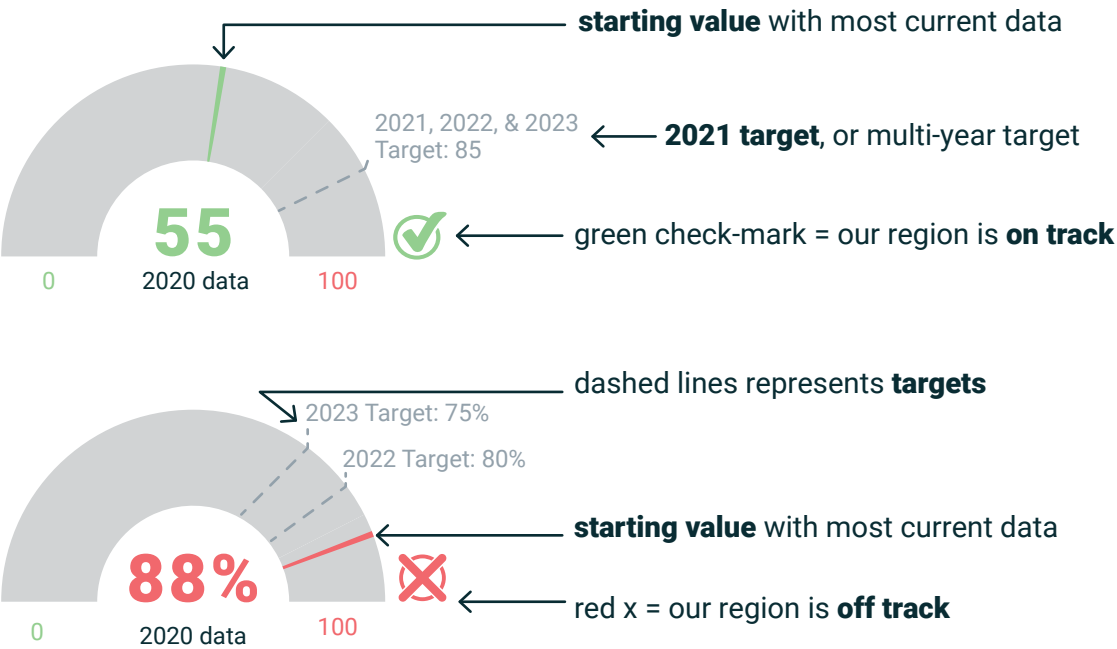 starting value with most current data
2021, 2022, & 2023
Target: 85
2021 target, or multi-year target
55
green check-mark = our region is on track
0
2020 data
100
dashed lines represents targets
2023 Target: 75%
2022 Target: 80%
starting value with most current data
88%
red x = our region is off track
0
2020 data
100